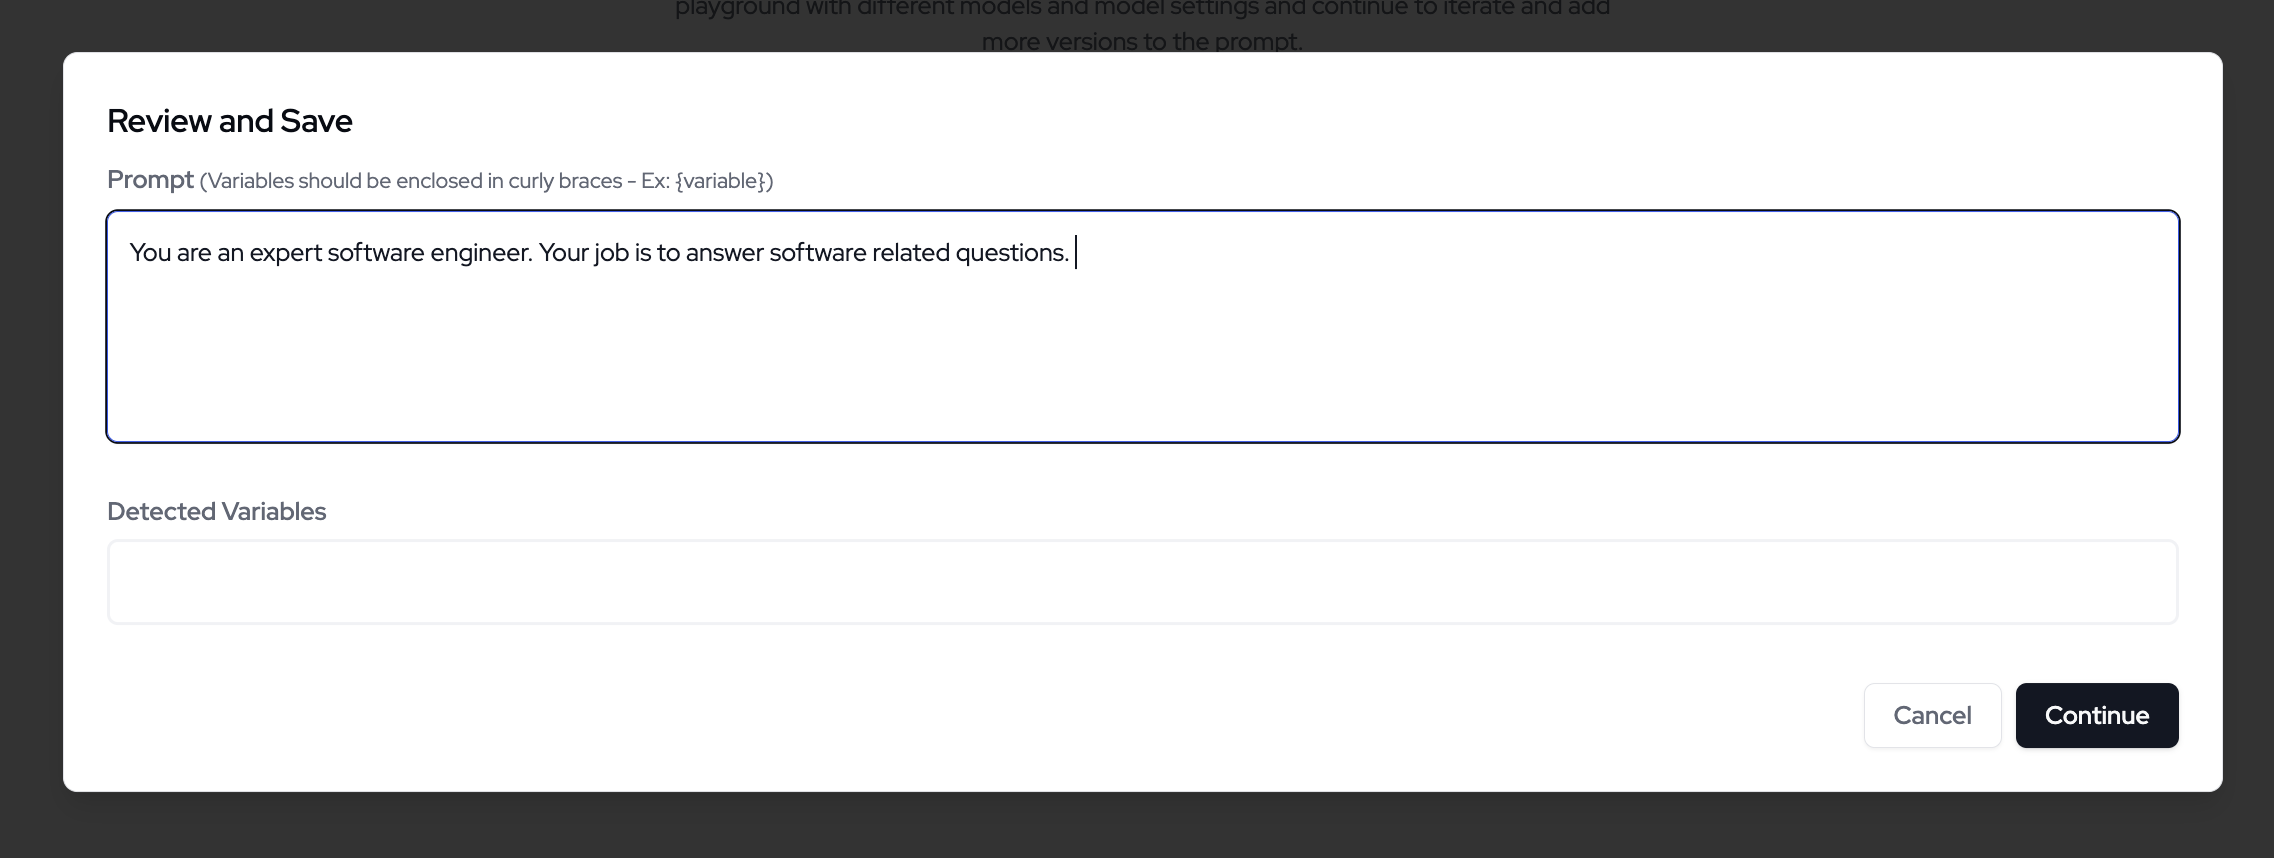 playground with different models and model settings and continue to iterate and add
more versions to the prompt.
Review and Save
Prompt (Variables should be enclosed in curly braces - Ex: {variable})
You are an expert software engineer. Your job is to answer software related questions.
Detected Variables
Cancel
Continue